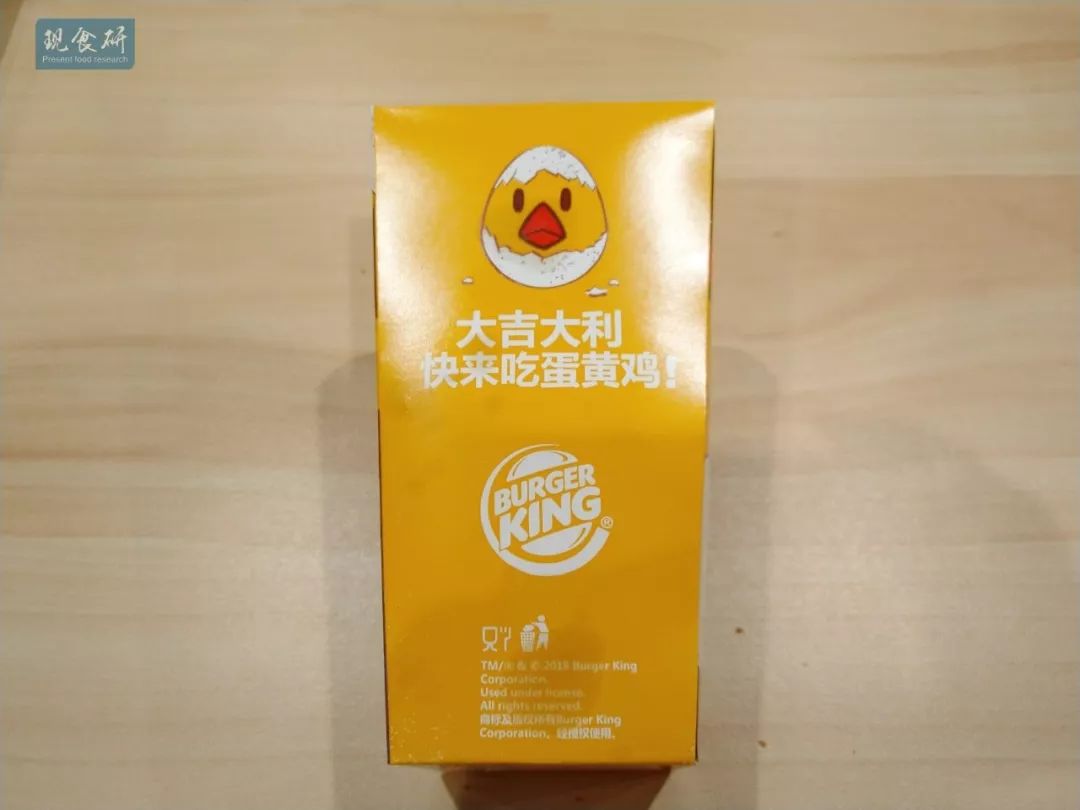 现食研
Present food research
大吉大利
快来吃蛋黄鸡!
BURGER
KING®
TM/® & © 2018 Burger King
Corporation.
Used under license.
All rights reserved.
商标及版权所有Burger King
Corporation, 经授权使用。